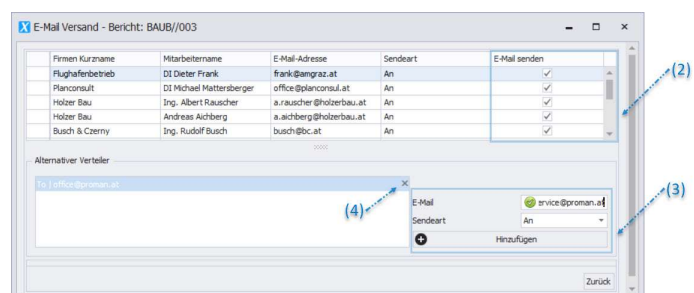 E-Mail Versand - Bericht: BAUB//003
Firmen Kurzname Mitarbeitername E-Mail-Adresse Sendeart E-Mail senden
Flughafenbetrieb DI Dieter Frank frank@amgraz.at An
Planconsult DI Michael Mattersberger office@planconsul.at An
(2)
Holzer Bau Ing. Albert Rauscher a.rauscher@holzerbau.at An
Holzer Bau Andreas Aichberg a.aichberg@holzerbau.at An
Busch & Czerny Ing. Rudolf Busch busch@bc.at An
Alternativer Verteiler
To | office@proman.at
(4)
E-Mail ervice@proman.at
(3)
Sendeart An
Hinzufügen
Zurück